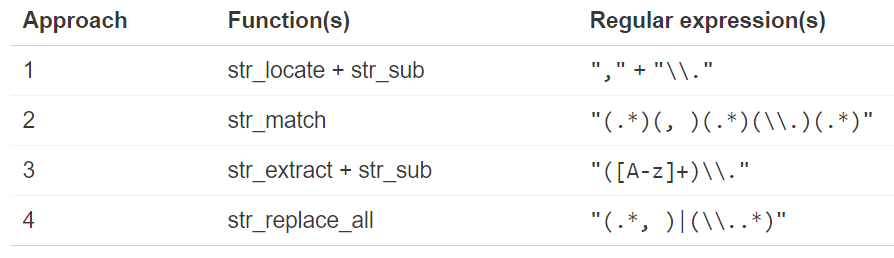 Approach Function(s) Regular expression(s)
1 str_locate + str_sub "," + "\\."
2 str_match "(.*)(, )(.*)(\\.)(.*)"
3 str_extract + str_sub "([A-z]+)\\."
4 str_replace_all "(.*, )|(\\..*)"